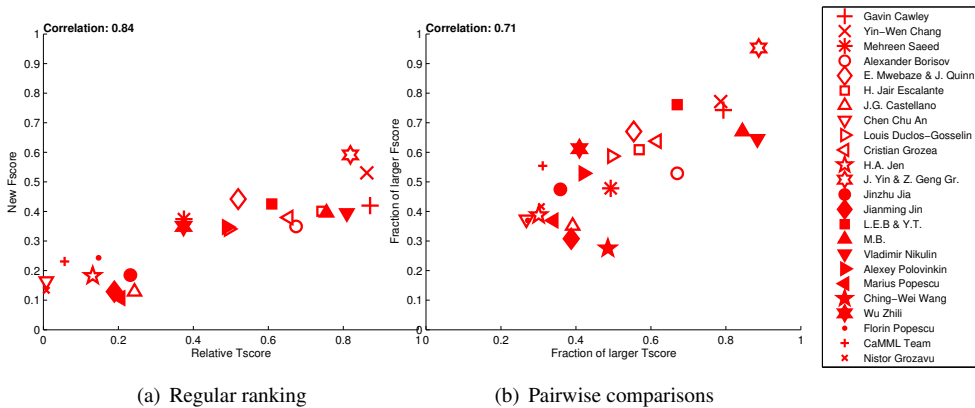 Correlation: 0.84
1
0.9
0.8
0.7
0.6
0.5
0.4
0.3
0.2
0.1
0
New Fscore
0 0.2 0.4 0.6 0.8 1
Relative Tscore
(a) Regular ranking
Correlation: 0.71
1
0.9
0.8
0.7
0.6
0.5
0.4
0.3
0.2
0.1
0
Fraction of larger Fscore
0 0.2 0.4 0.6 0.8 1
Fraction of larger Tscore
(b) Pairwise comparisons
Gavin Cawley
Yin−Wen Chang
Mehreen Saeed
Alexander Borisov
E. Mwebaze & J. Quinn
H. Jair Escalante
J.G. Castellano
Chen Chu An
Louis Duclos−Gosselin
Cristian Grozea
H.A. Jen
J. Yin & Z. Geng Gr.
Jinzhu Jia
Jianming Jin
L.E.B & Y.T.
M.B.
Vladimir Nikulin
Alexey Polovinkin
Marius Popescu
Ching−Wei Wang
Wu Zhili
Florin Popescu
CaMML Team
Nistor Grozavu